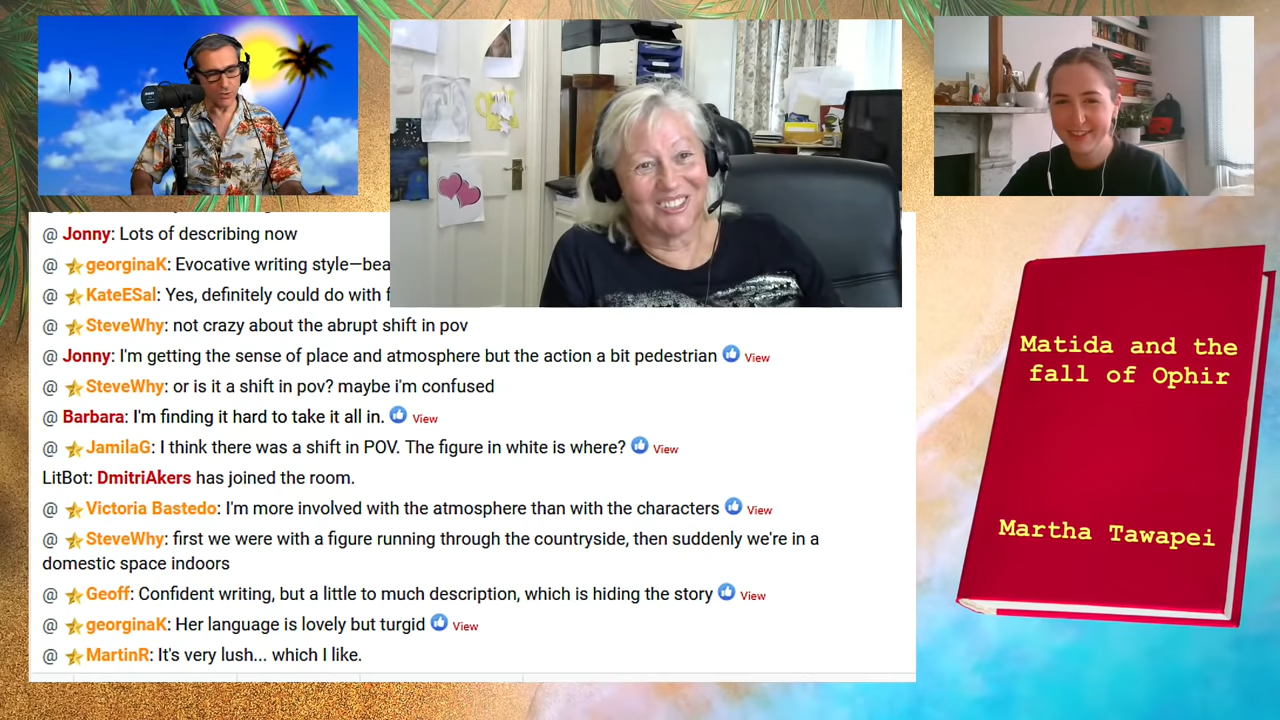 @ Jonny: Lots of describing now
@ georginaK: Evocative writing style—bea
@ KateESal: Yes, definitely could do with f
@ SteveWhy: not crazy about the abrupt shift in pov
@ Jonny: I'm getting the sense of place and atmosphere but the action a bit pedestrian View
@ SteveWhy: or is it a shift in pov? maybe i'm confused
@ Barbara: I'm finding it hard to take it all in. View
@ JamilaG: I think there was a shift in POV. The figure in white is where? View
LitBot: DmitriAkers has joined the room.
@ Victoria Bastedo: I'm more involved with the atmosphere than with the characters View
@ SteveWhy: first we were with a figure running through the countryside, then suddenly we're in a
domestic space indoors
@ Geoff: Confident writing, but a little to much description, which is hiding the story View
@ georginaK: Her language is lovely but turgid View
@ MartinR: It's very lush... which I like.
Matida and the
fall of Ophir
Martha Tawapei